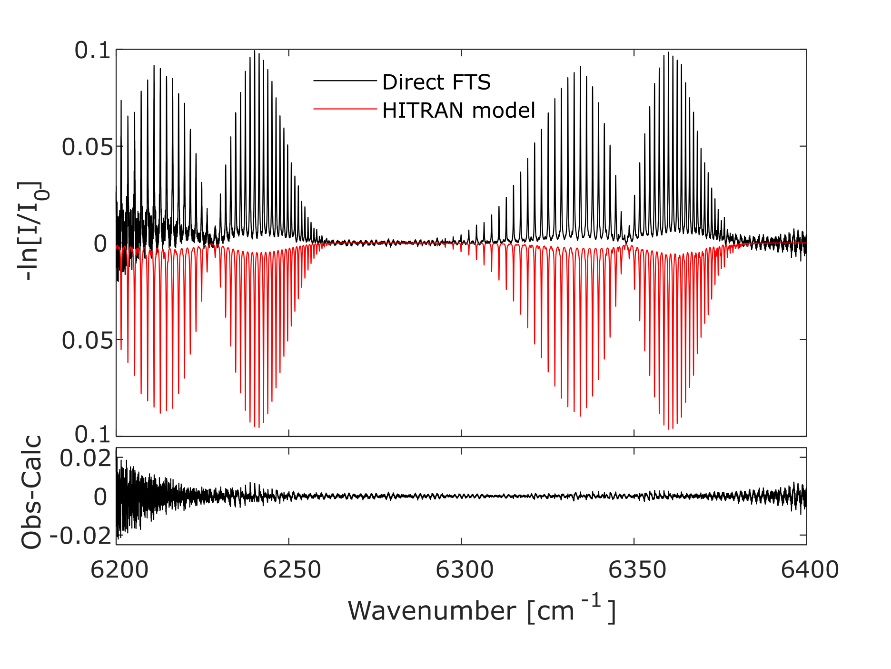 0.1
0.05
0
0.05
0.1
-ln[I/I0]
Direct FTS
HITRAN model
0.02
0
-0.02
Obs-Calc
6200 6250 6300 6350 6400
Wavenumber [cm-1]